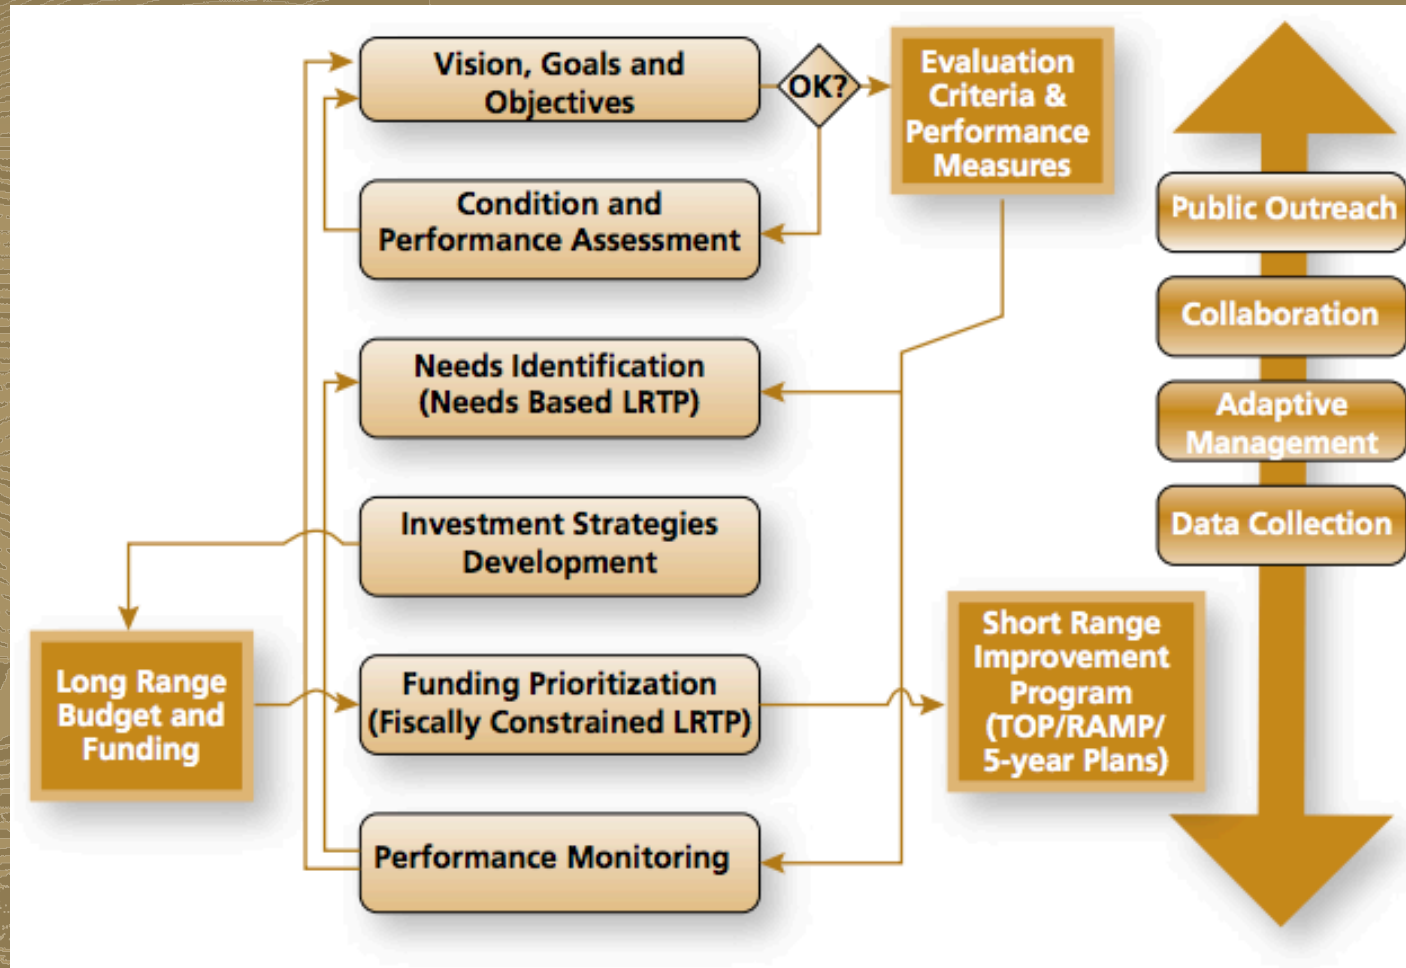 Vision, Goals and
Objectives
OK?
Evaluation
Criteria &
Performance
Measures
Condition and
Performance Assessment
Needs Identification
(Needs Based LRTP)
Investment Strategies
Development
Long Range
Budget and
Funding
Funding Prioritization
(Fiscally Constrained LRTP)
Short Range
Improvement
Program
(TOP/RAMP/
5-year Plans)
Performance Monitoring
Public Outreach
Collaboration
Adaptive
Management
Data Collection